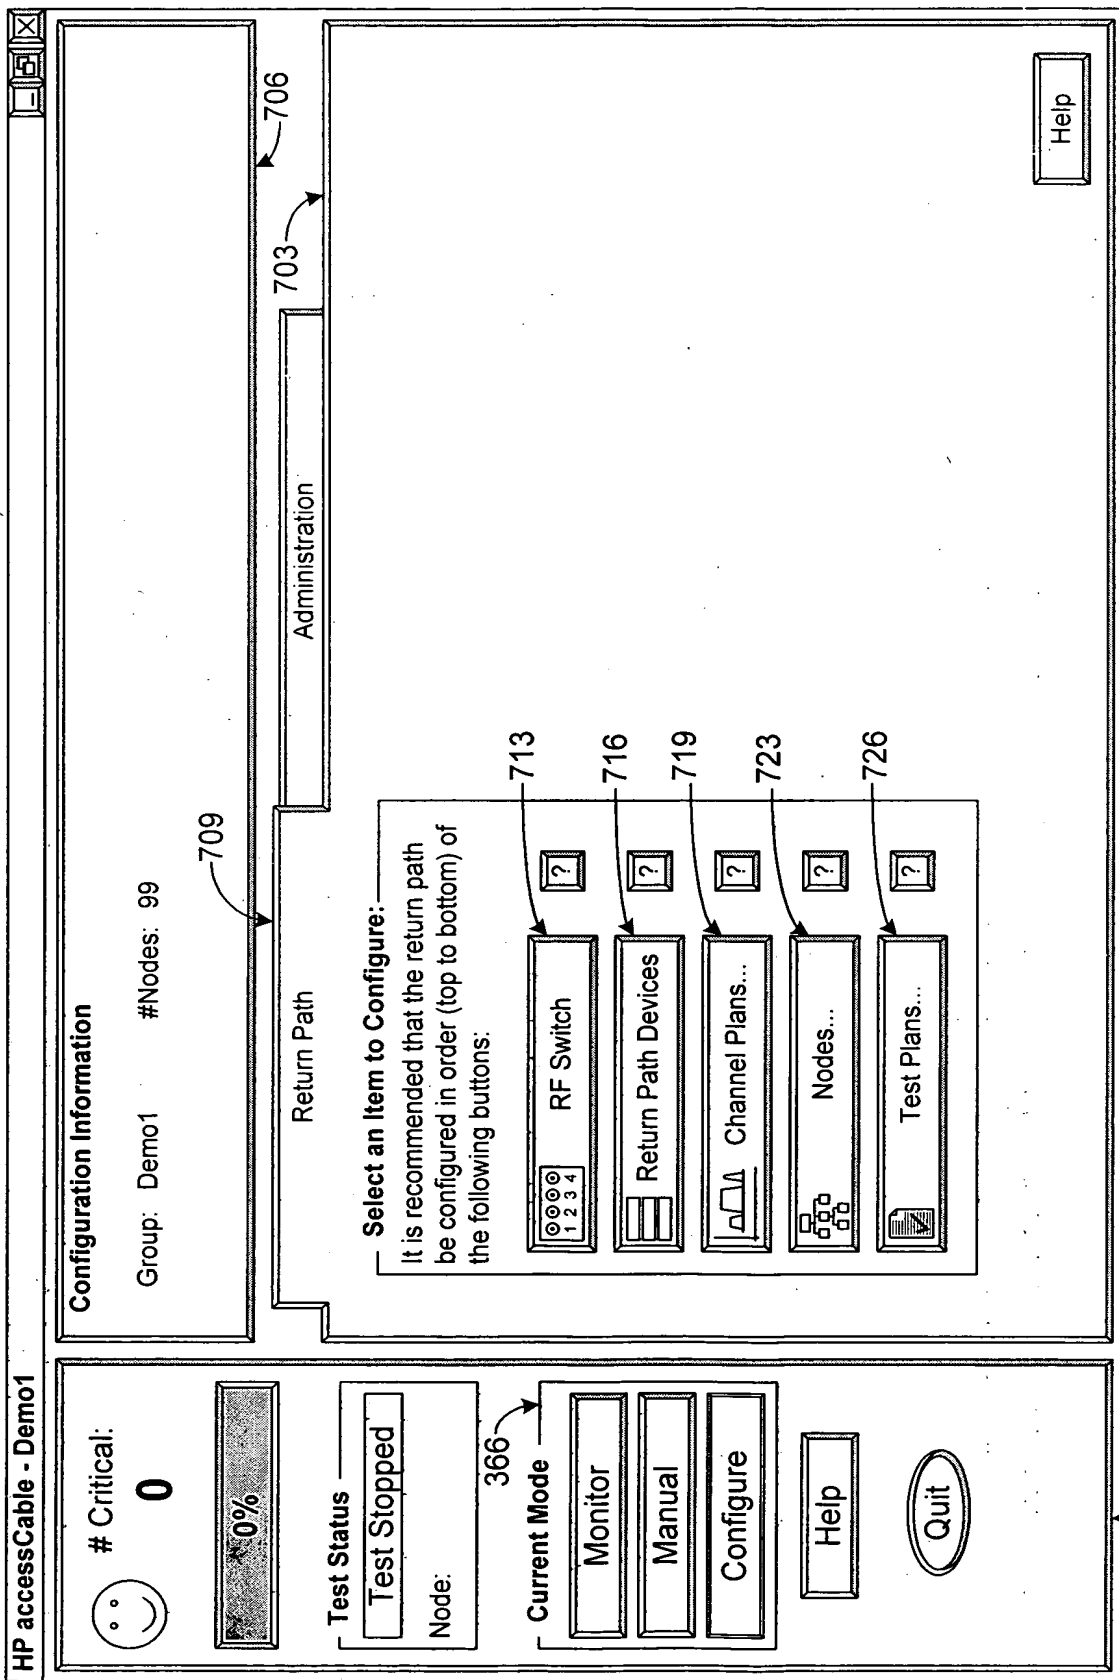 HP accessCable - Demo1
# Critical:
0
0%
Test Status
Test Stopped
Node:
366
Current Mode
Monitor
Manual
Configure
Help
Quit
Configuration Information
Group: Demo1 #Nodes: 99
706
709
703
Return Path
Administration
Select an Item to Configure:
It is recommended that the return path
be configured in order (top to bottom) of
the following buttons:
1 2 3 4
RF Switch
?
713
Return Path Devices
?
716
Channel Plans...
?
719
Nodes...
?
723
Test Plans...
?
726
Help